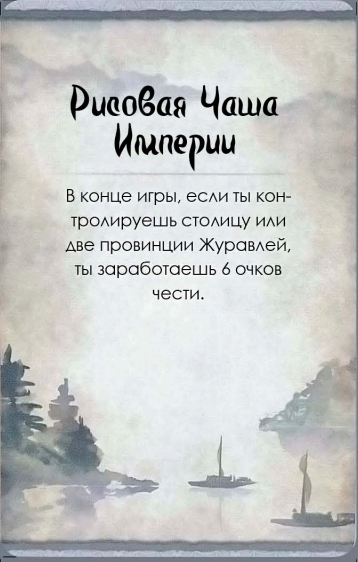 Рисовая Чаша
Империи
В конце игры, если ты кон-
тролируешь столицу или
две провинции Журавлей,
ты заработаешь 6 очков
чести.